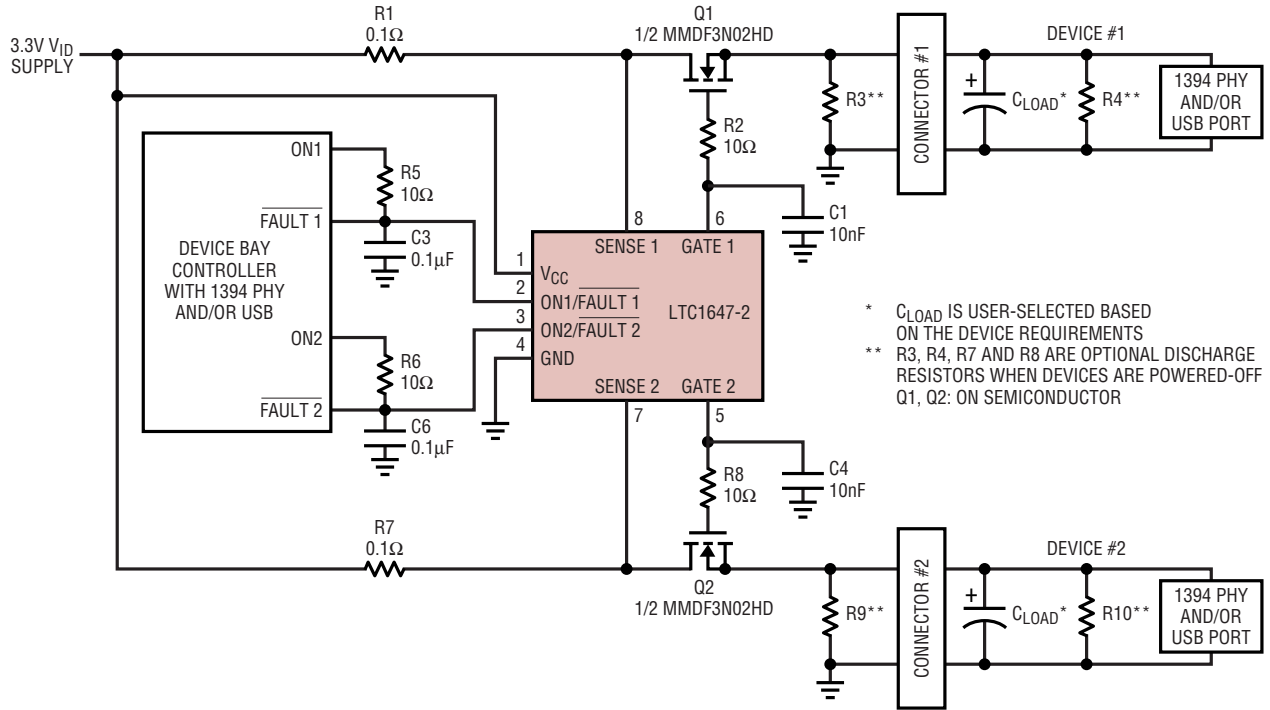 3.3V VID
SUPPLY
R1
0.1Ω
Q1
1/2 MMDF3N02HD
R3**
CONNECTOR #1
DEVICE #1
+
CLOAD*
R4**
1394 PHY
AND/OR
USB PORT
R2
10Ω
C1
10nF
ON1
R5
10Ω
FAULT 1
C3
0.1µF
DEVICE BAY
CONTROLLER
WITH 1394 PHY
AND/OR USB
ON2
R6
10Ω
FAULT 2
C6
0.1µF
8
6
SENSE 1
GATE 1
1
VCC
2
ON1/FAULT 1
LTC1647-2
3
ON2/FAULT 2
4
GND
SENSE 2
GATE 2
7
5
* CLOAD IS USER-SELECTED BASED
ON THE DEVICE REQUIREMENTS
** R3, R4, R7 AND R8 ARE OPTIONAL DISCHARGE
RESISTORS WHEN DEVICES ARE POWERED-OFF
Q1, Q2: ON SEMICONDUCTOR
R8
10Ω
C4
10nF
R7
0.1Ω
Q2
1/2 MMDF3N02HD
R9**
CONNECTOR #2
DEVICE #2
+
CLOAD*
R10**
1394 PHY
AND/OR
USB PORT